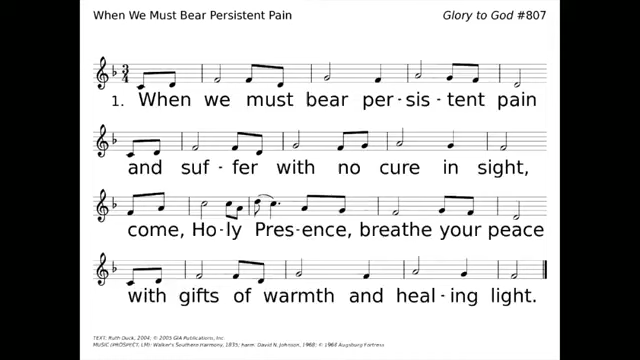 When We Must Bear Persistent Pain
Glory to God #807
1. When we must bear per - sis - tent pain
and suf - fer with no cure in sight,
come, Ho - ly Pres - ence, breathe your peace
with gifts of warmth and heal - ing light.
TEXT: Ruth Duck, 2004; © 2005 GIA Publications, Inc.
MUSIC (PROSPECT, LM): Walker's Southern Harmony, 1835; harm. David N. Johnson, 1968; © 1968 Augsburg Fortress